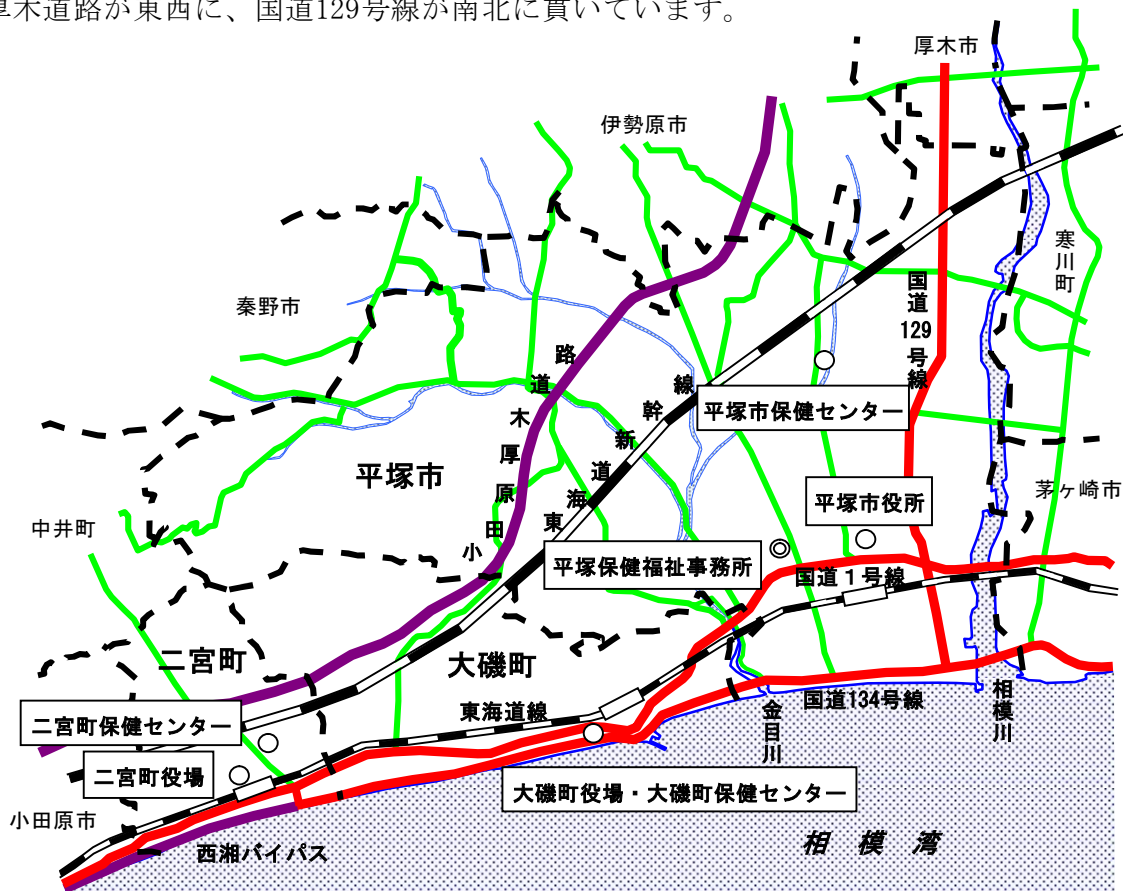 厚木道路が東西に、国道129号線が南北に貫いています。
厚木市
伊勢原市
寒川町
秦野市
国道129号線
小田原厚木道路
東海道新幹線
平塚市保健センター
平塚市
平塚市役所
茅ヶ崎市
中井町
平塚保健福祉事務所
国道1号線
二宮町
大磯町
相模川
国道134号線
金目川
東海道線
二宮町保健センター
二宮町役場
大磯町役場・大磯町保健センター
小田原市
西湘バイパス
相模湾